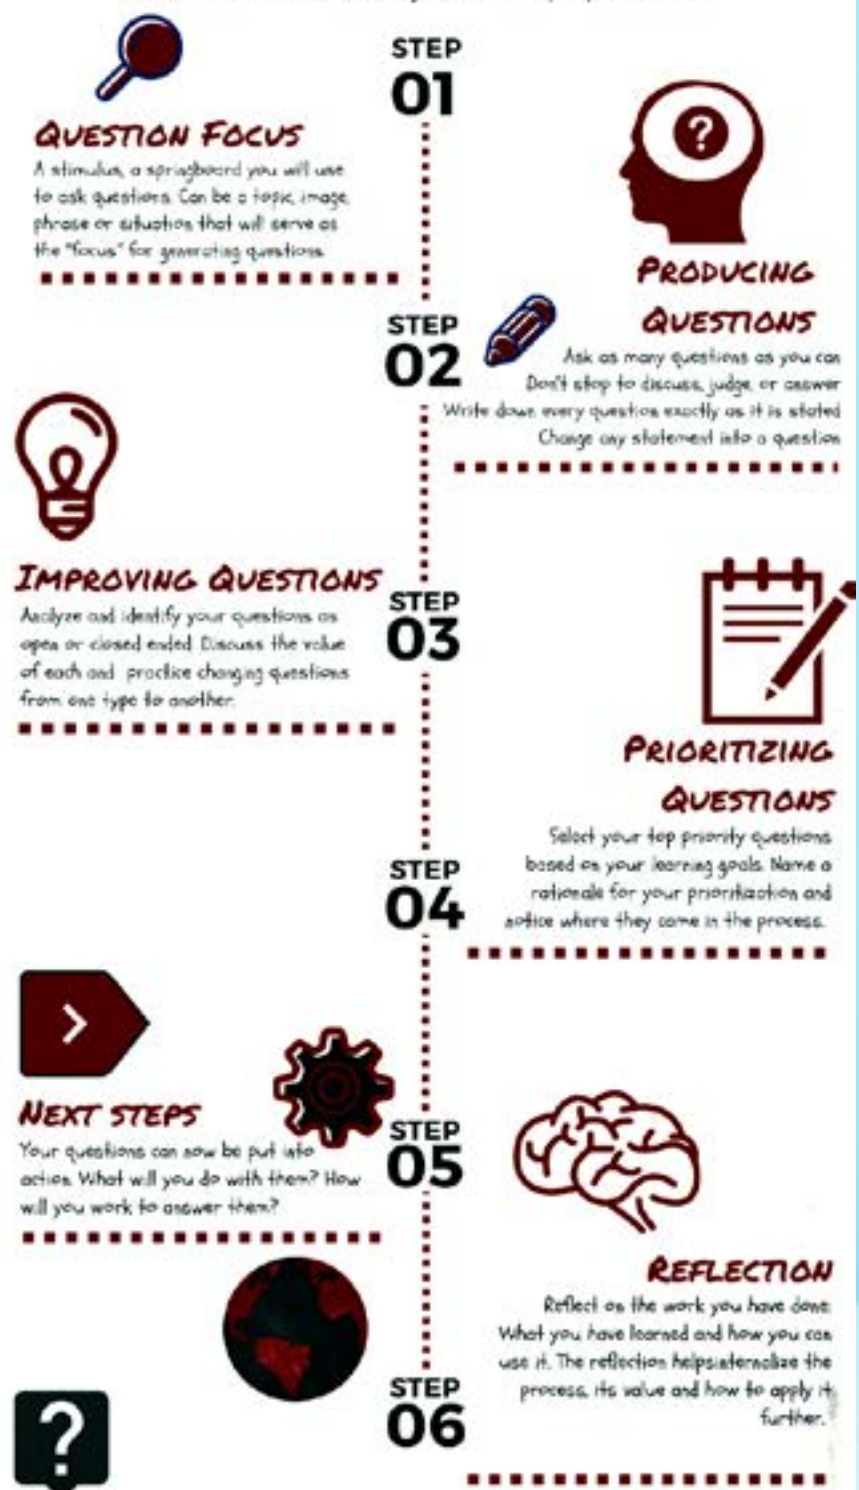 STEP
01
QUESTION FOCUS
A stimulus, a springboard you will use
to ask questions. Can be a topic, image,
phrase or situation that will serve as
the "focus" for generating questions.
STEP
02
PRODUCING
QUESTIONS
Ask as many questions as you can
Don't stop to discuss, judge, or answer
Write down every question exactly as it is stated
Change any statement into a question
STEP
03
IMPROVING QUESTIONS
Analyze and identify your questions as
open or closed ended. Discuss the value
of each and practice changing questions
from one type to another.
STEP
04
PRIORITIZING
QUESTIONS
Select your top priority questions
based on your learning goals. Name a
rationale for your prioritization and
notice where they came in the process.
STEP
05
NEXT STEPS
Your questions can now be put into
action. What will you do with them? How
will you work to answer them?
STEP
06
REFLECTION
Reflect on the work you have done.
What you have learned and how you can
use it. The reflection helpsinternalize the
process, its value and how to apply it
further.